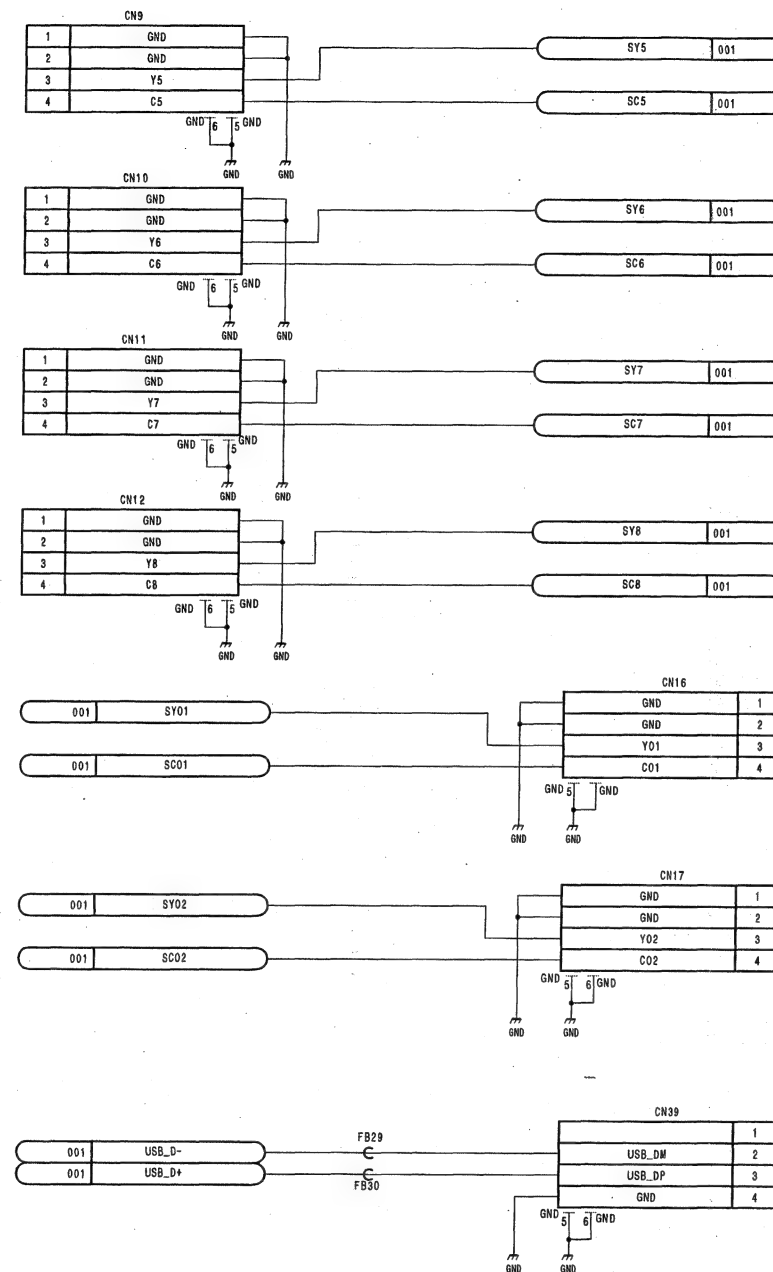 CN9
1 GND
2 GND
3 Y5
4 C5
SY5 001
SC5 001
GND 6 5 GND
GND GND
CN10
1 GND
2 GND
3 Y6
4 C6
SY6 001
SC6 001
GND 6 5 GND
GND GND
CN11
1 GND
2 GND
3 Y7
4 C7
SY7 001
SC7 001
GND 6 5 GND
GND GND
CN12
1 GND
2 GND
3 Y8
4 C8
SY8 001
SC8 001
GND 6 5 GND
GND GND
CN16
001 SY01
001 SC01
GND 1
GND 2
Y01 3
C01 4
GND 5 GND
GND GND
CN17
001 SY02
001 SC02
GND 1
GND 2
Y02 3
C02 4
GND 5 6 GND
GND GND
CN39
001 USB_D-
001 USB_D+
FB29
FB30
1
USB_DM 2
USB_DP 3
GND 4
GND 5 6 GND
GND GND